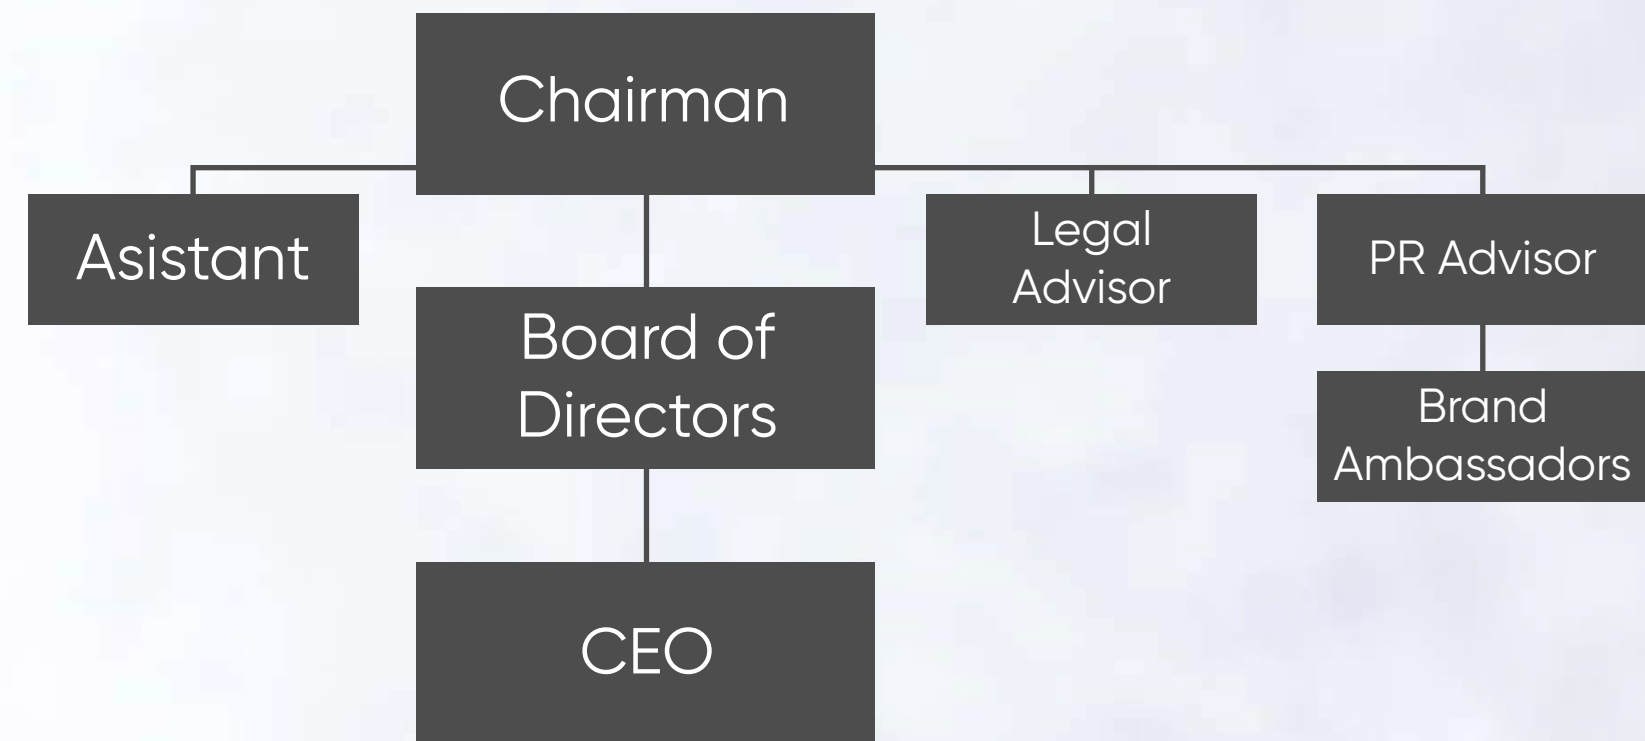 Chairman
Asistant
Legal
Advisor
PR Advisor
Board of
Directors
Brand
Ambassadors
CEO